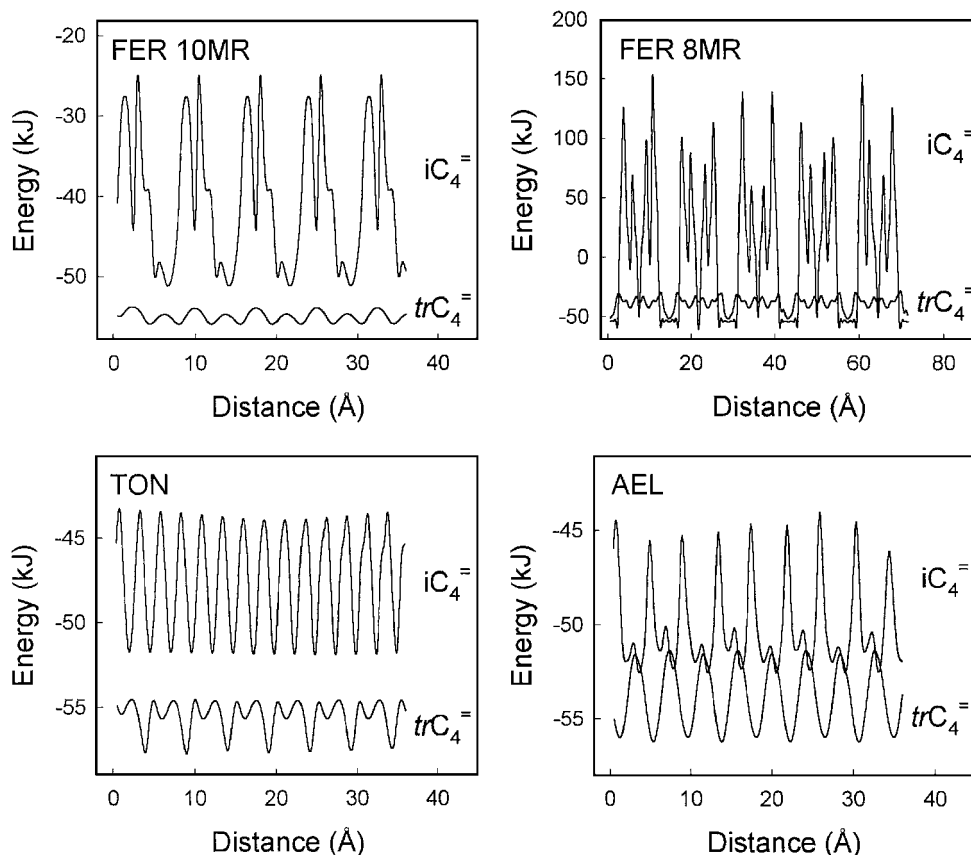 FER 10MR
Energy (kJ)
-20
-30
-40
-50
iC₄⁼
trC₄⁼
0 10 20 30 40
Distance (Å)
FER 8MR
Energy (kJ)
200
150
100
50
0
-50
iC₄⁼
trC₄⁼
0 20 40 60 80
Distance (Å)
TON
Energy (kJ)
-45
-50
-55
iC₄⁼
trC₄⁼
0 10 20 30 40
Distance (Å)
AEL
Energy (kJ)
-45
-50
-55
iC₄⁼
trC₄⁼
0 10 20 30 40
Distance (Å)